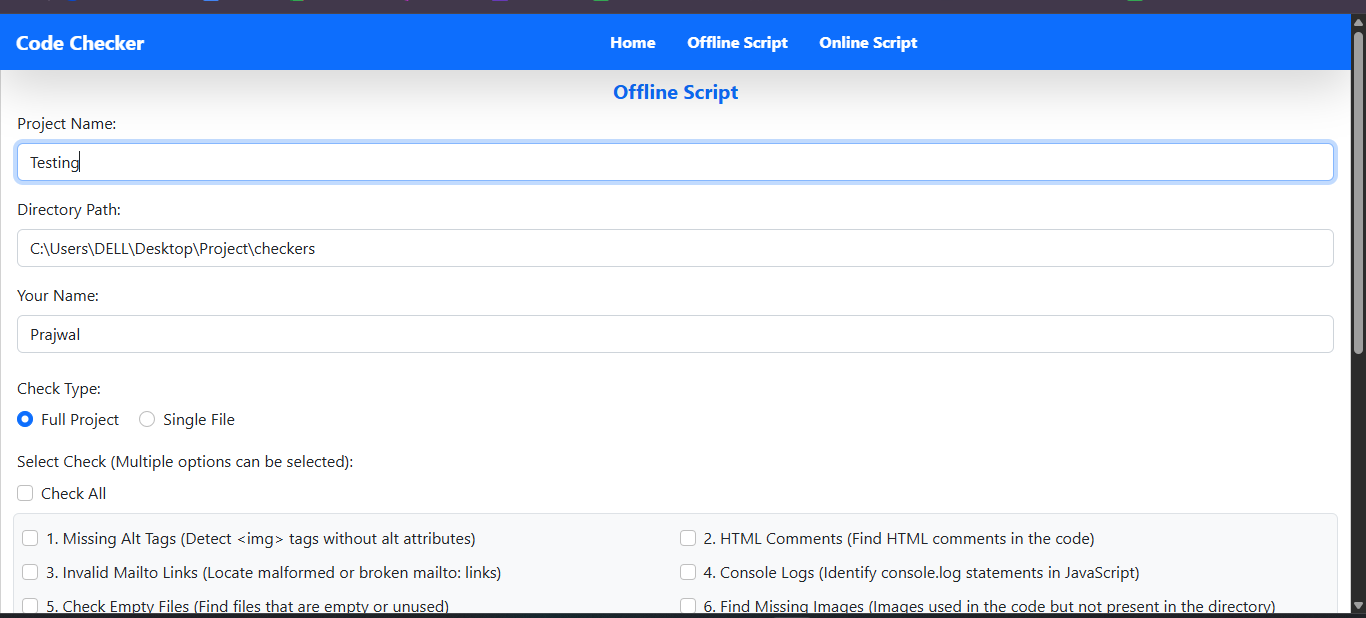 Code Checker
Home Offline Script Online Script
Offline Script
Project Name:
Testing
Directory Path:
C:\Users\DELL\Desktop\Project\checkers
Your Name:
Prajwal
Check Type:
Full Project Single File
Select Check (Multiple options can be selected):
Check All
1. Missing Alt Tags (Detect <img> tags without alt attributes) 2. HTML Comments (Find HTML comments in the code)
3. Invalid Mailto Links (Locate malformed or broken mailto: links) 4. Console Logs (Identify console.log statements in JavaScript)
5. Check Empty Files (Find files that are empty or unused) 6. Find Missing Images (Images used in the code but not present in the directory)